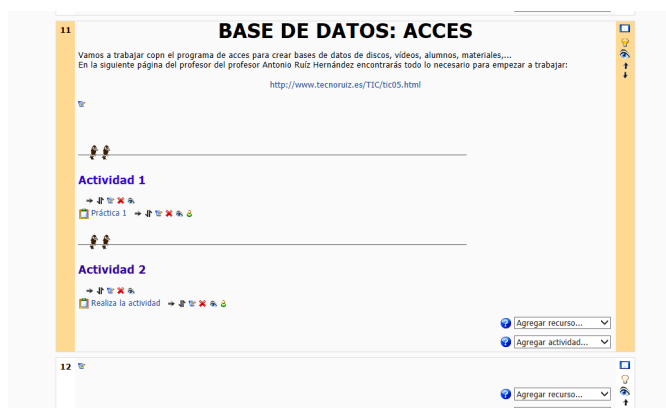 11
BASE DE DATOS: ACCES
Vamos a trabajar copn el programa de acces para crear bases de datos de discos, vídeos, alumnos, materiales,...
En la siguiente página del profesor del profesor Antonio Ruíz Hernández encontrarás todo lo necesario para empezar a trabajar:
http://www.tecnoruiz.es/TIC/tic05.html
Actividad 1
Práctica 1
Actividad 2
Realiza la actividad
Agregar recurso...
Agregar actividad...
12
Agregar recurso...